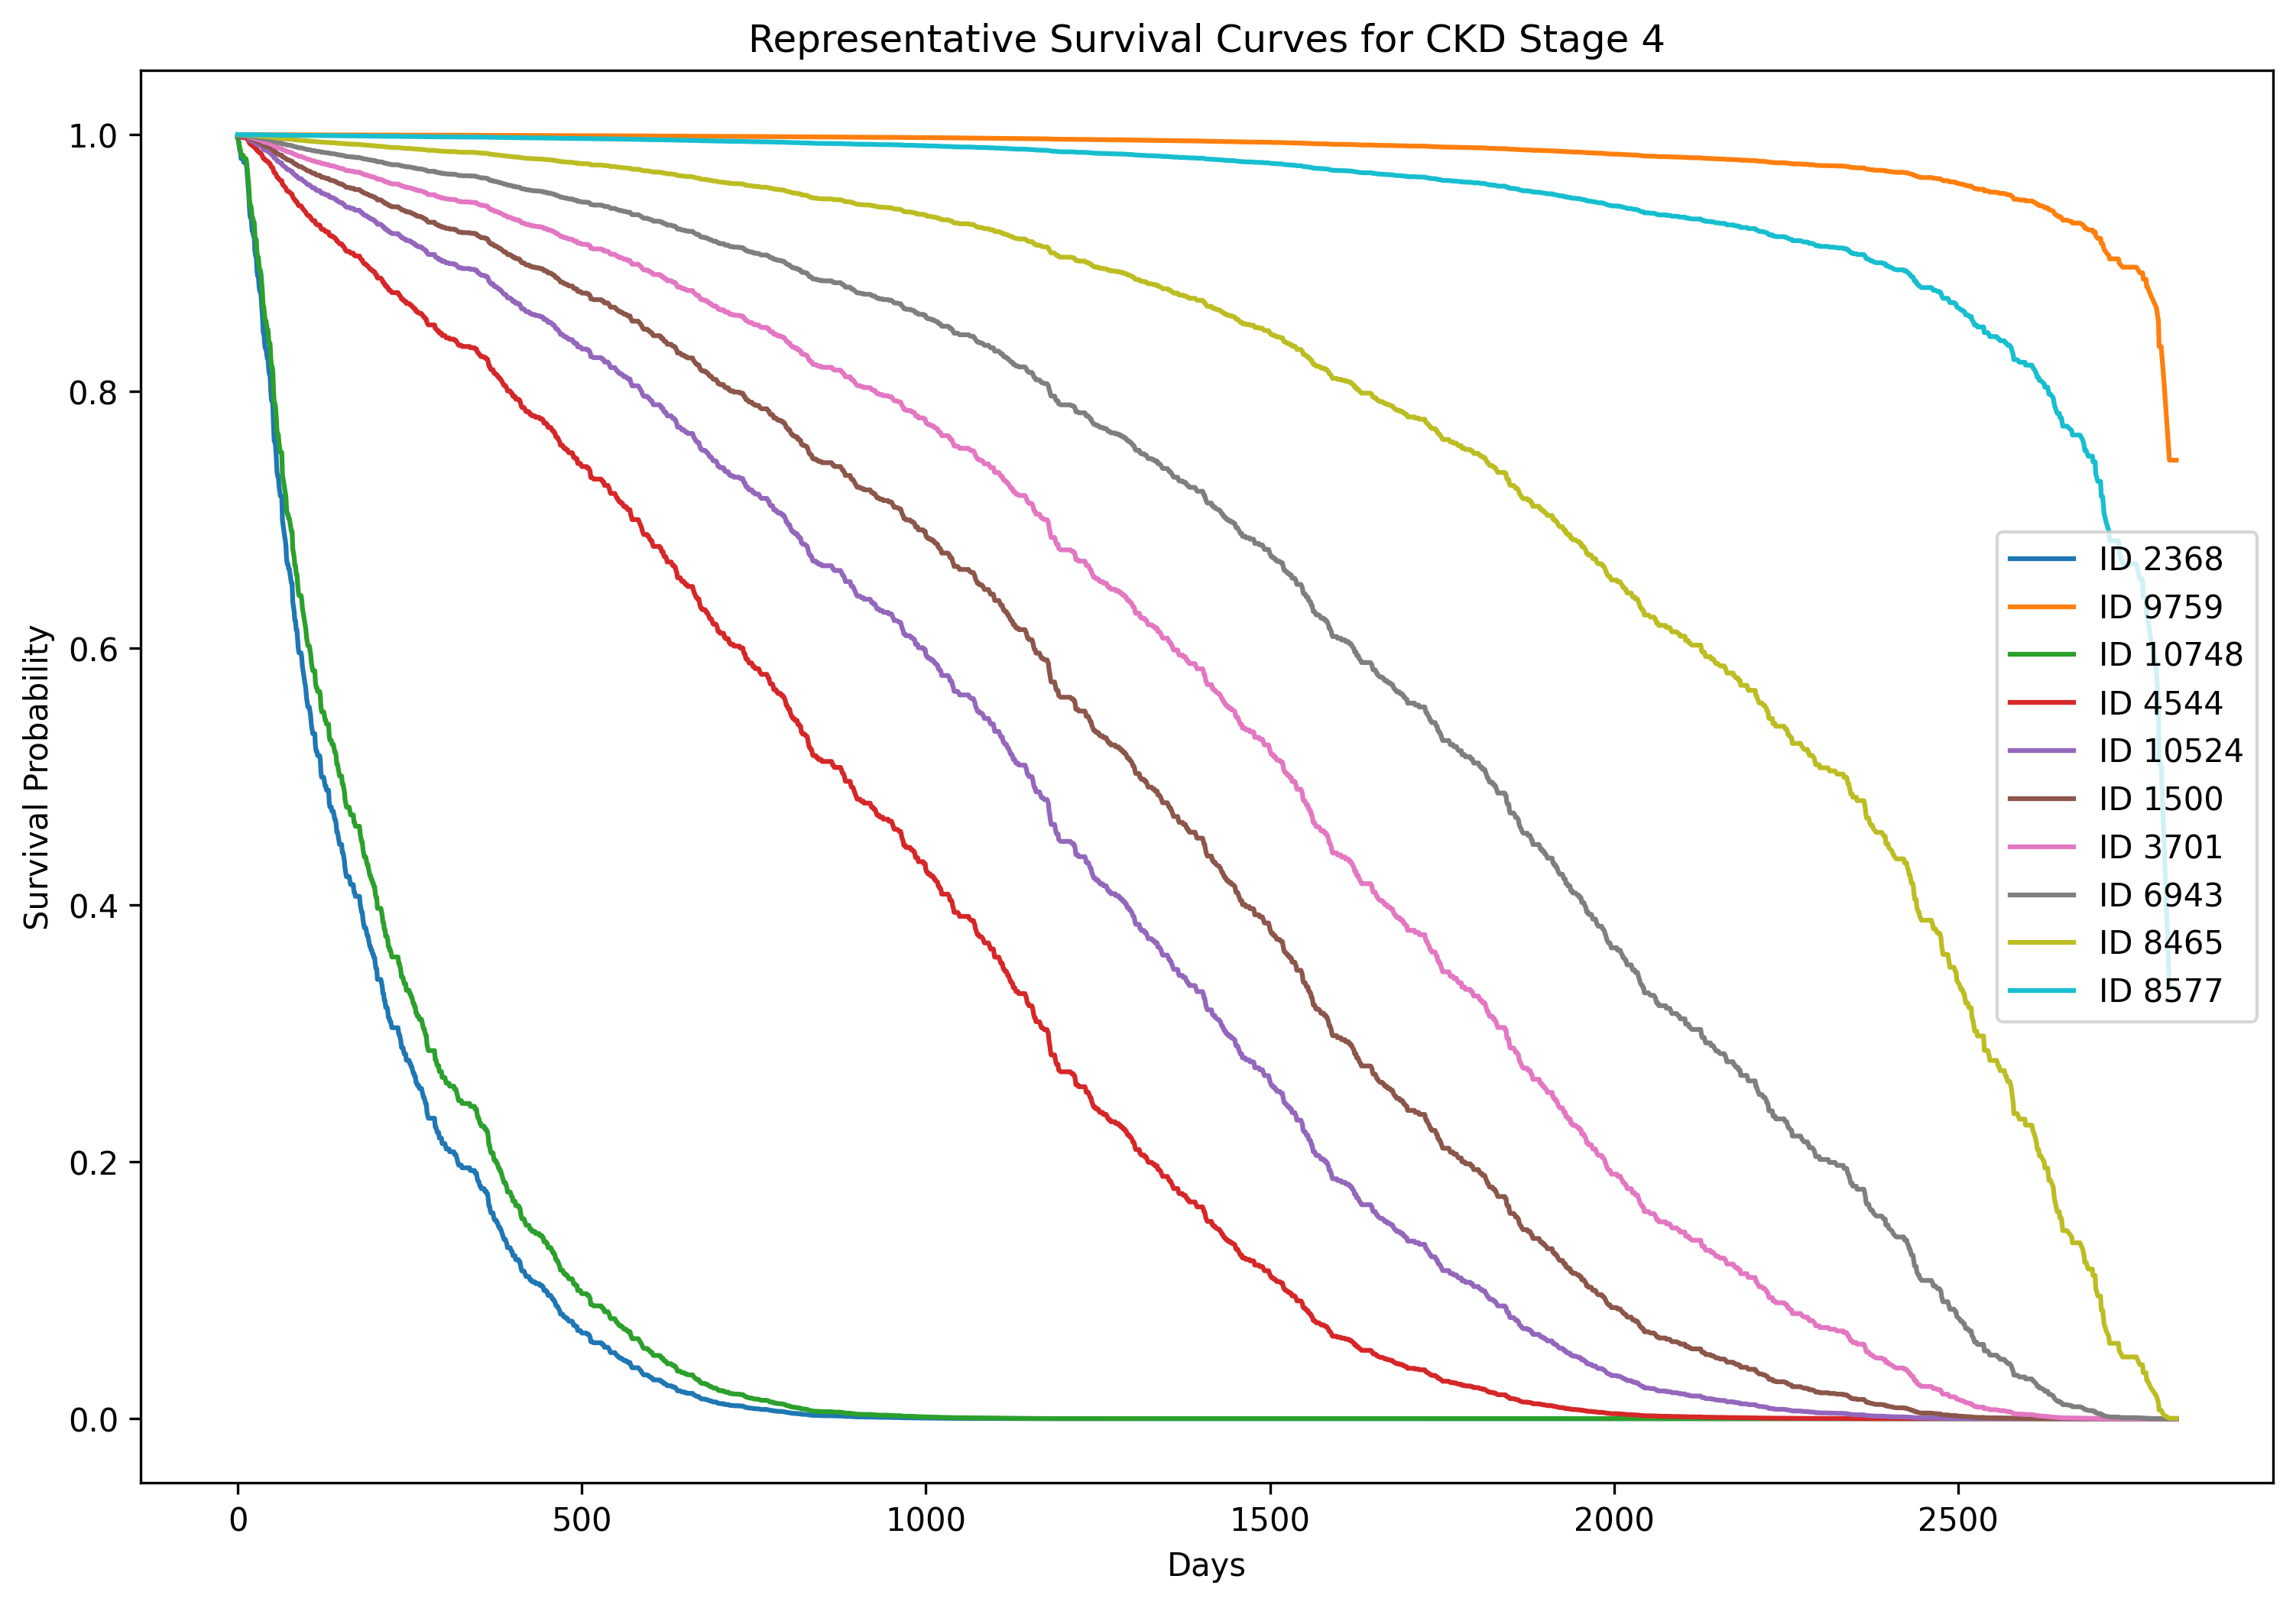 Representative Survival Curves for CKD Stage 4
Survival Probability
1.0
0.8
0.6
0.4
0.2
0.0
ID 2368
ID 9759
ID 10748
ID 4544
ID 10524
ID 1500
ID 3701
ID 6943
ID 8465
ID 8577
0
500
1000
1500
2000
2500
Days